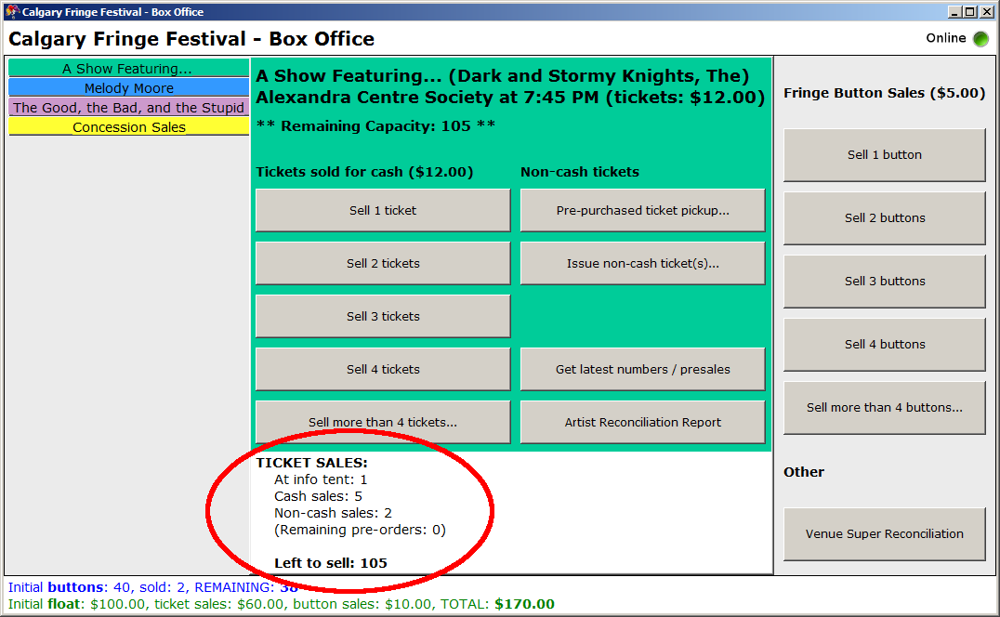 Calgary Fringe Festival - Box Office
Calgary Fringe Festival - Box Office
Online
A Show Featuring...
Melody Moore
The Good, the Bad, and the Stupid
Concession Sales
A Show Featuring... (Dark and Stormy Knights, The)
Alexandra Centre Society at 7:45 PM (tickets: $12.00)
** Remaining Capacity: 105 **
Tickets sold for cash ($12.00)
Sell 1 ticket
Sell 2 tickets
Sell 3 tickets
Sell 4 tickets
Sell more than 4 tickets...
Non-cash tickets
Pre-purchased ticket pickup...
Issue non-cash ticket(s)...
Get latest numbers / presales
Artist Reconciliation Report
TICKET SALES:
At info tent: 1
Cash sales: 5
Non-cash sales: 2
(Remaining pre-orders: 0)
Left to sell: 105
Fringe Button Sales ($5.00)
Sell 1 button
Sell 2 buttons
Sell 3 buttons
Sell 4 buttons
Sell more than 4 buttons...
Other
Venue Super Reconciliation
Initial buttons: 40, sold: 2, REMAINING: 38
Initial float: $100.00, ticket sales: $60.00, button sales: $10.00, TOTAL: $170.00